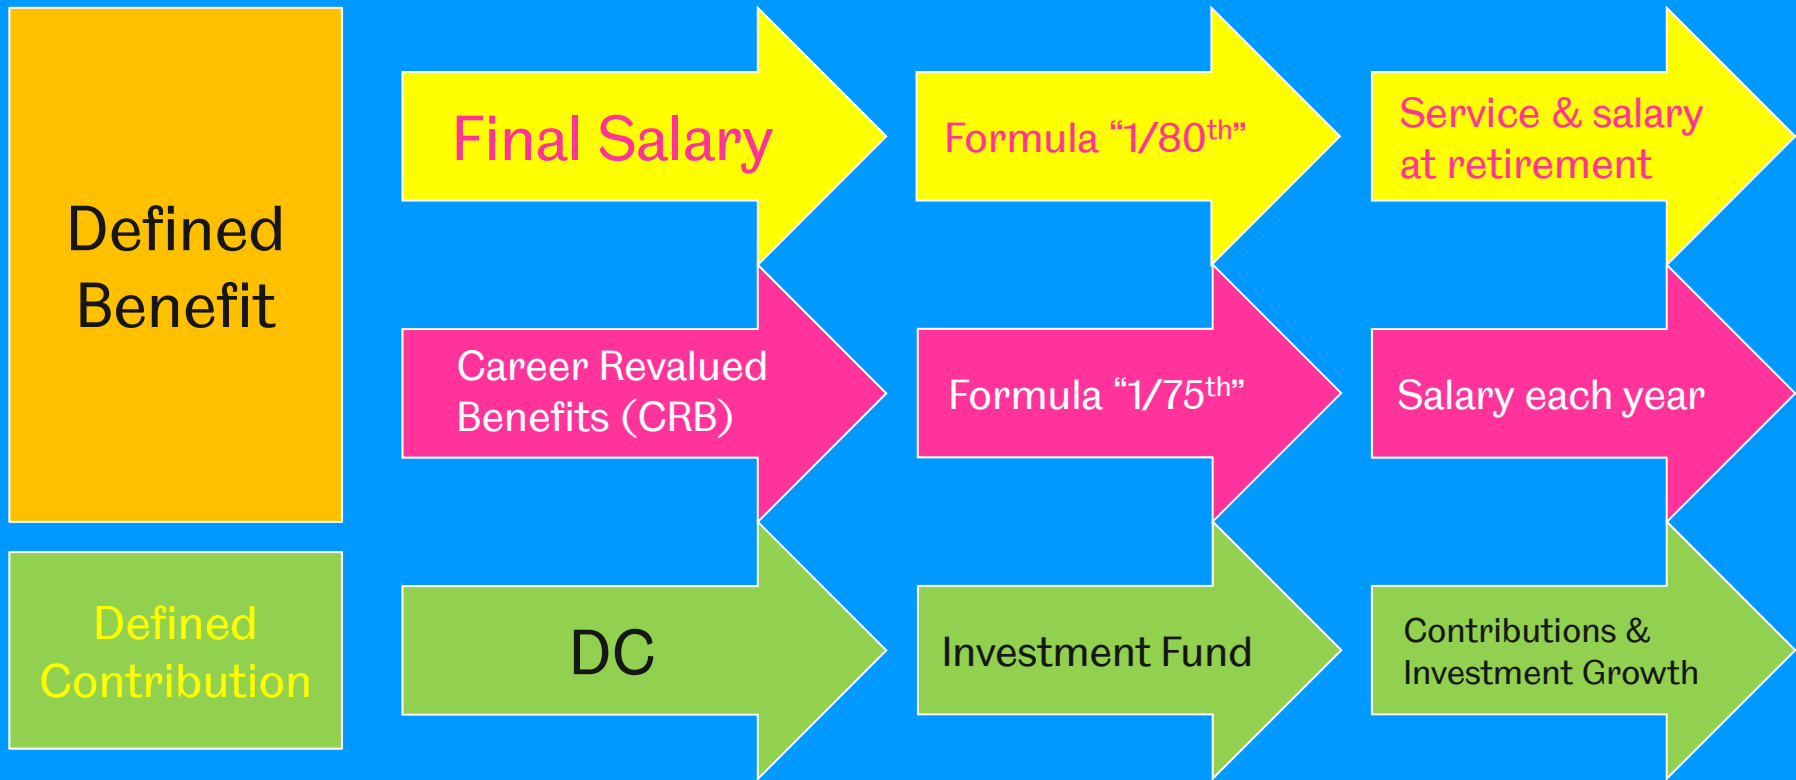 Defined
Benefit
Final Salary
Formula “1/80th”
Service & salary
at retirement
Career Revalued
Benefits (CRB)
Formula “1/75th”
Salary each year
Defined
Contribution
DC
Investment Fund
Contributions &
Investment Growth